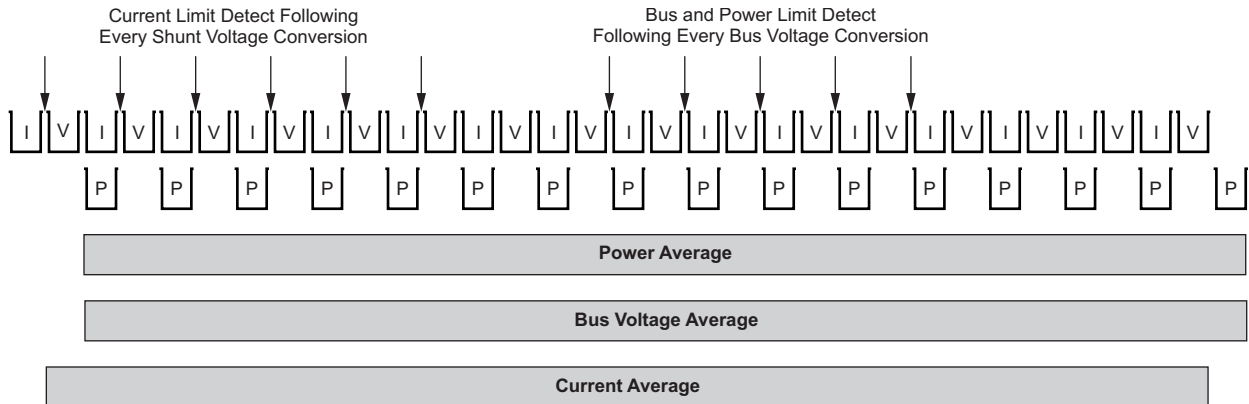 Current Limit Detect Following
Every Shunt Voltage Conversion
Bus and Power Limit Detect
Following Every Bus Voltage Conversion
I V I V I V I V I V I V I V I V I V I V I V I V I V I V I V I V
P P P P P P P P P P P P P P P P
Power Average
Bus Voltage Average
Current Average